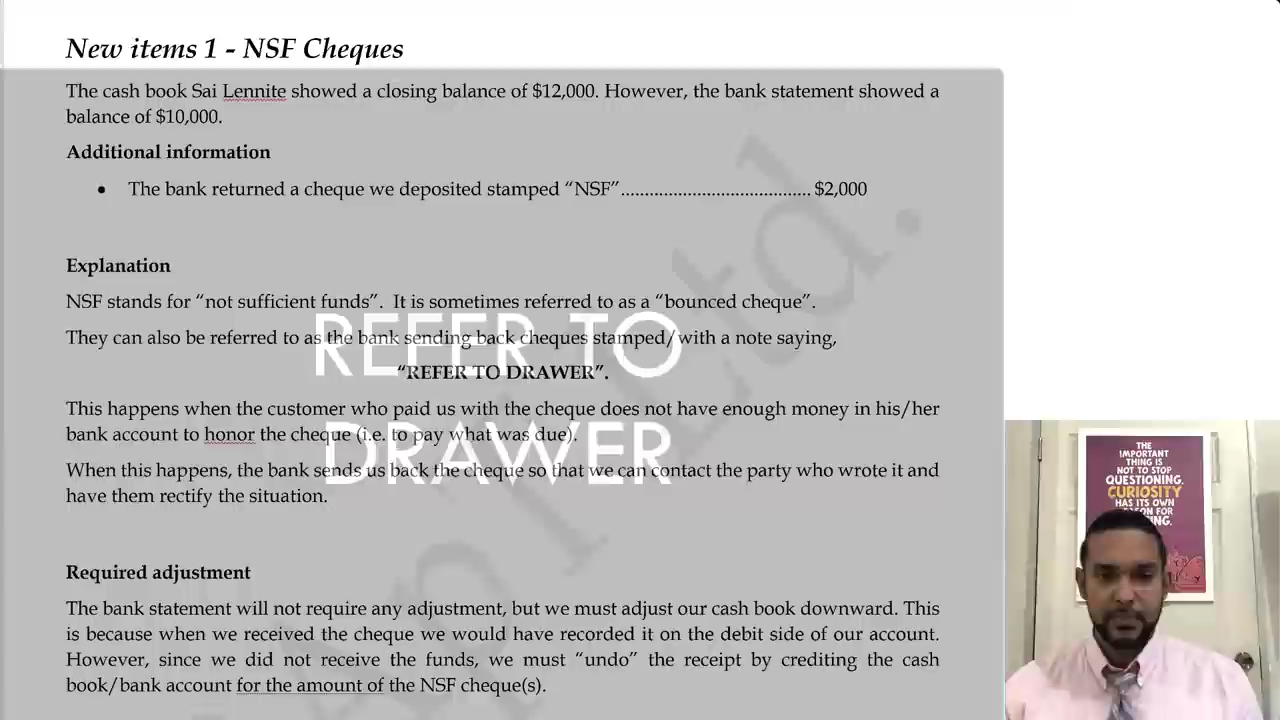 New items 1 - NSF Cheques
The cash book Sai Lennite showed a closing balance of $12,000. However, the bank statement showed a
balance of $10,000.
Additional information
• The bank returned a cheque we deposited stamped “NSF”........................................ $2,000
Explanation
NSF stands for “not sufficient funds”. It is sometimes referred to as a “bounced cheque”.
They can also be referred to as the bank sending back cheques stamped/with a note saying,
“REFER TO DRAWER”.
This happens when the customer who paid us with the cheque does not have enough money in his/her
bank account to honor the cheque (i.e. to pay what was due).
When this happens, the bank sends us back the cheque so that we can contact the party who wrote it and
have them rectify the situation.
Required adjustment
The bank statement will not require any adjustment, but we must adjust our cash book downward. This
is because when we received the cheque we would have recorded it on the debit side of our account.
However, since we did not receive the funds, we must “undo” the receipt by crediting the cash
book/bank account for the amount of the NSF cheque(s).
REFER TO
DRAWER
THE
IMPORTANT
THING IS
NOT TO STOP
QUESTIONING.
CURIOSITY
HAS ITS OWN
FOR